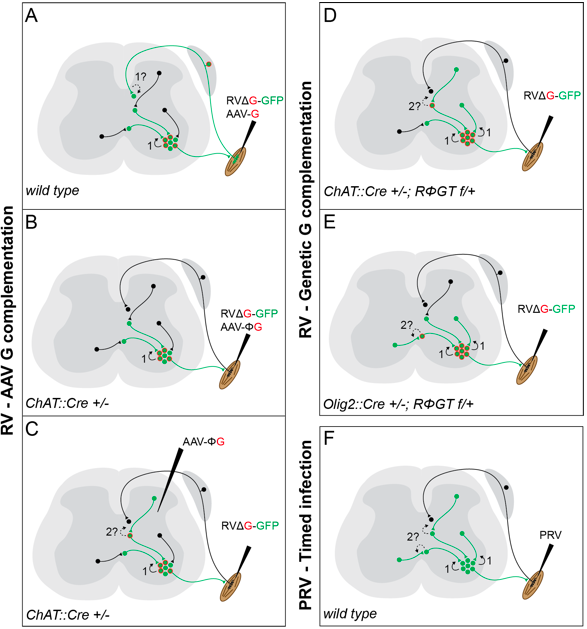 RV - AAV G complementation
A
1?
RVΔG-GFP
AAV-G
1
wild type
B
RVΔG-GFP
AAV-ΦG
1
ChAT::Cre +/-
C
AAV-ΦG
2?
RVΔG-GFP
1
ChAT::Cre +/-
RV - Genetic G complementation
D
RVΔG-GFP
2?
1
1
ChAT::Cre +/-; RΦGT f/+
E
RVΔG-GFP
2?
1
1
Olig2::Cre +/-; RΦGT f/+
PRV - Timed infection
F
PRV
2?
2?
1
1
wild type